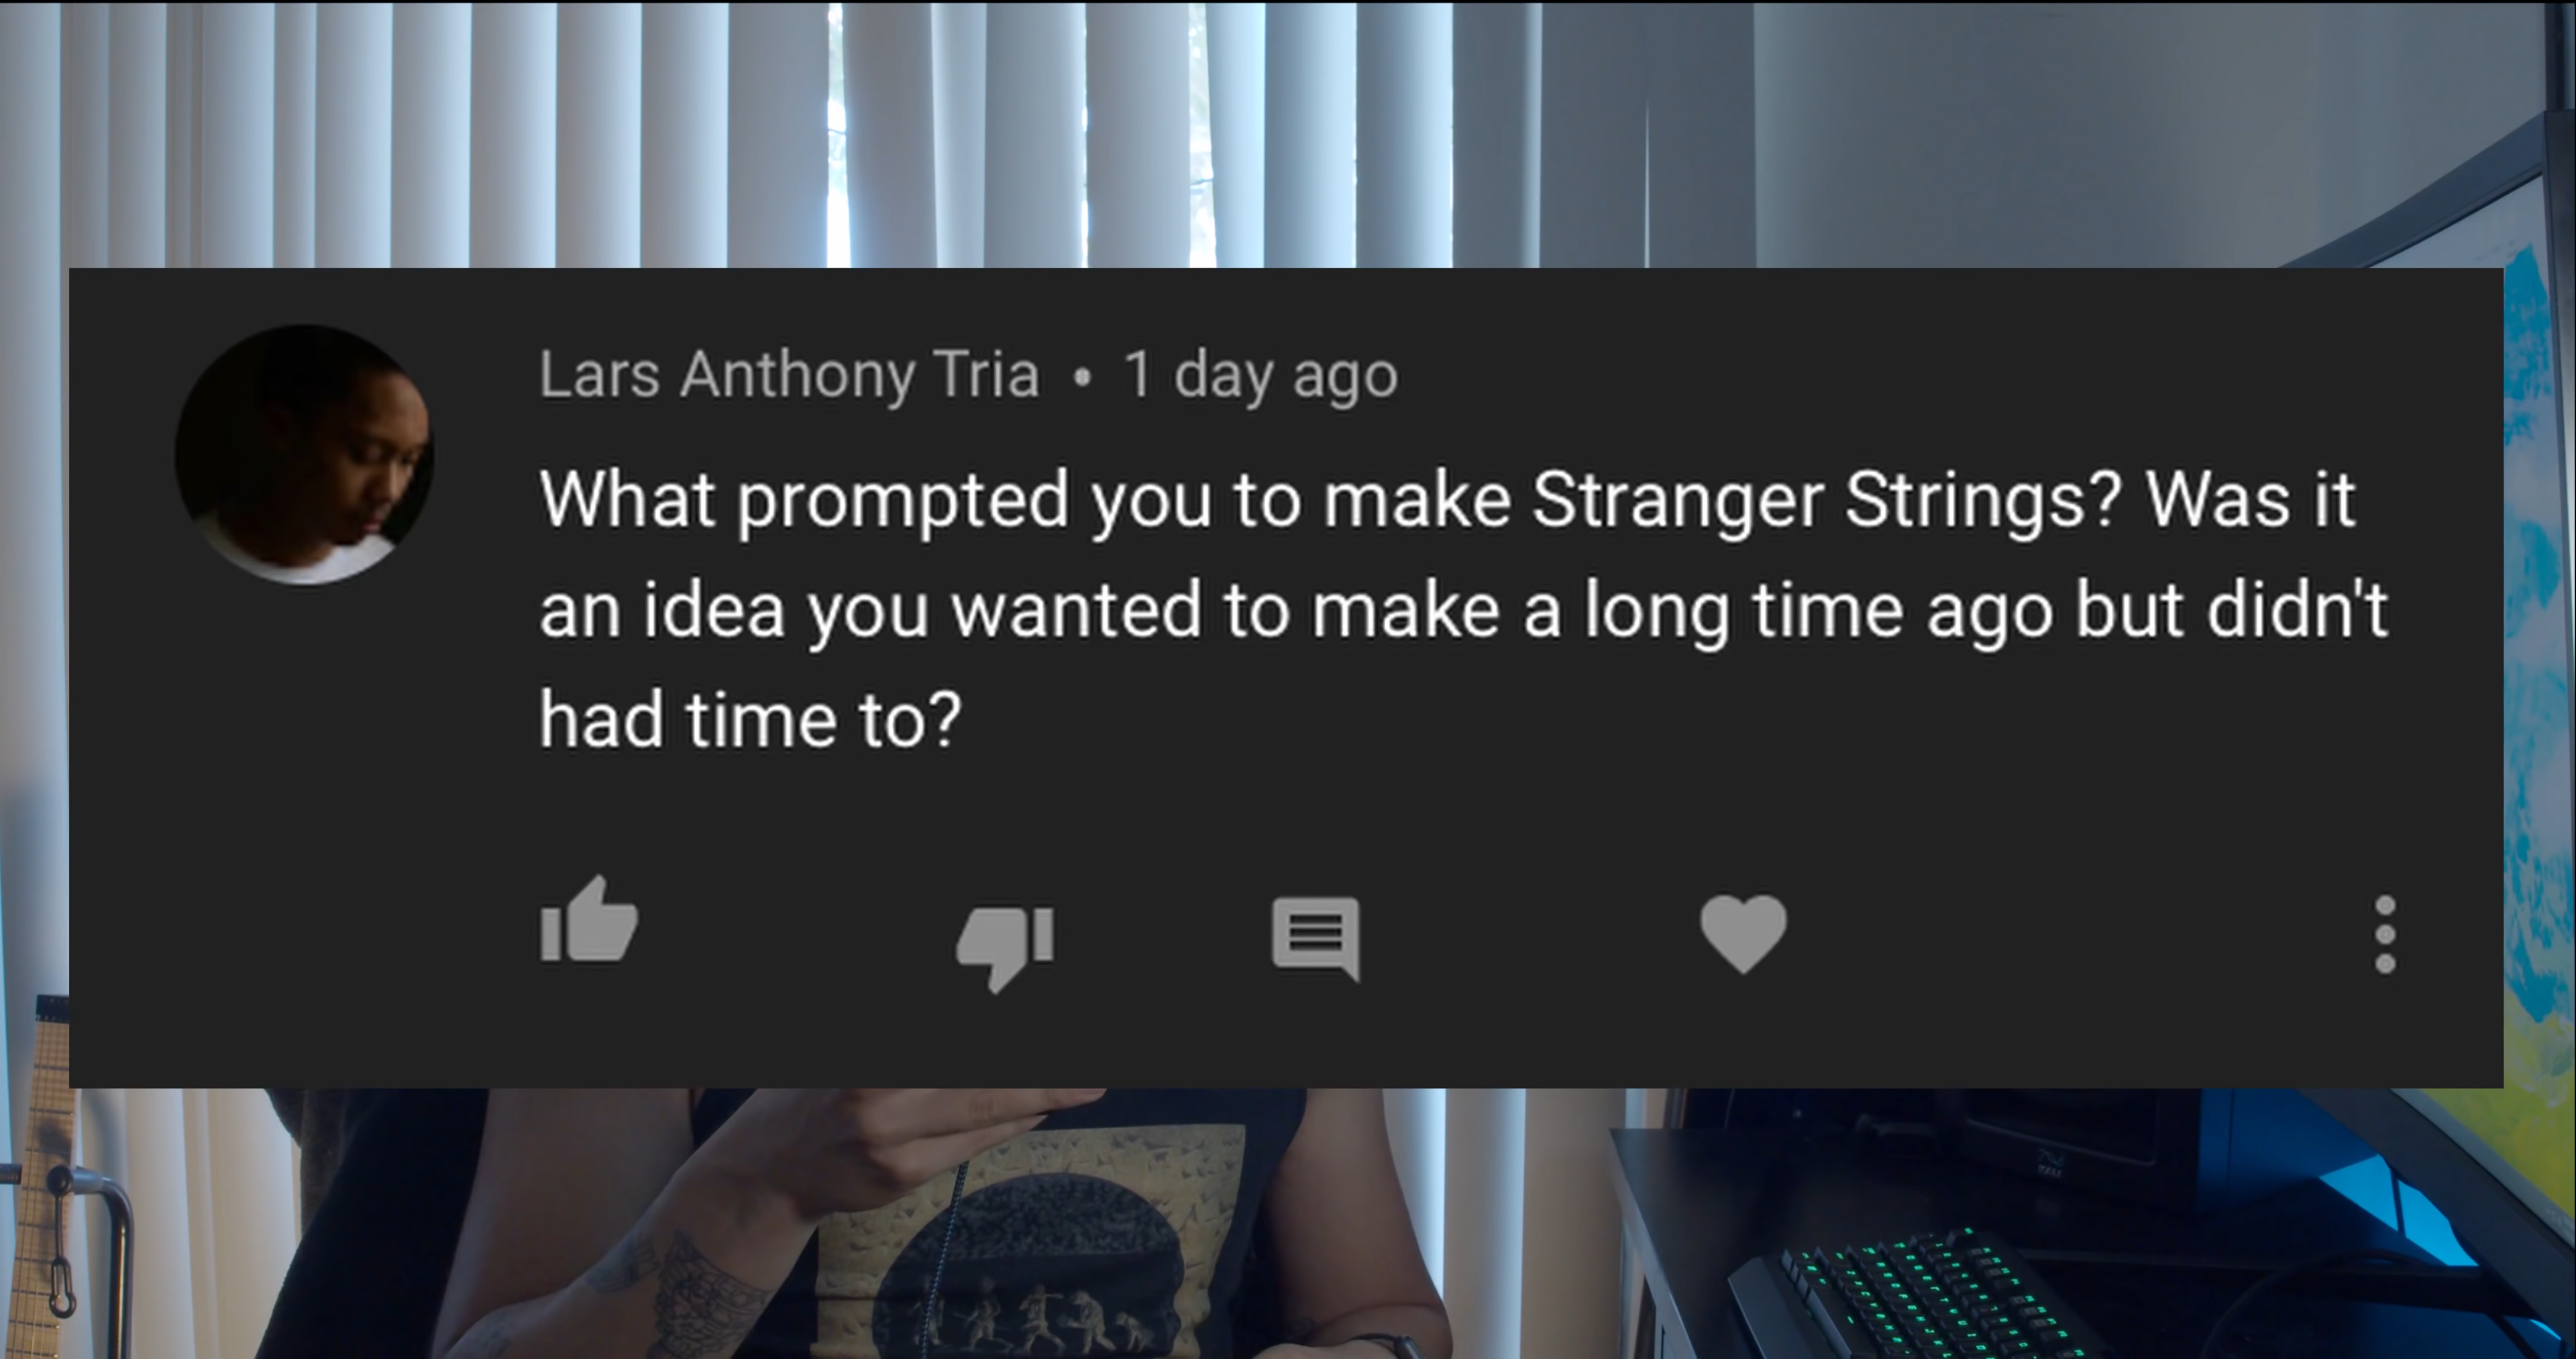 Lars Anthony Tria • 1 day ago
What prompted you to make Stranger Strings? Was it
an idea you wanted to make a long time ago but didn't
had time to?